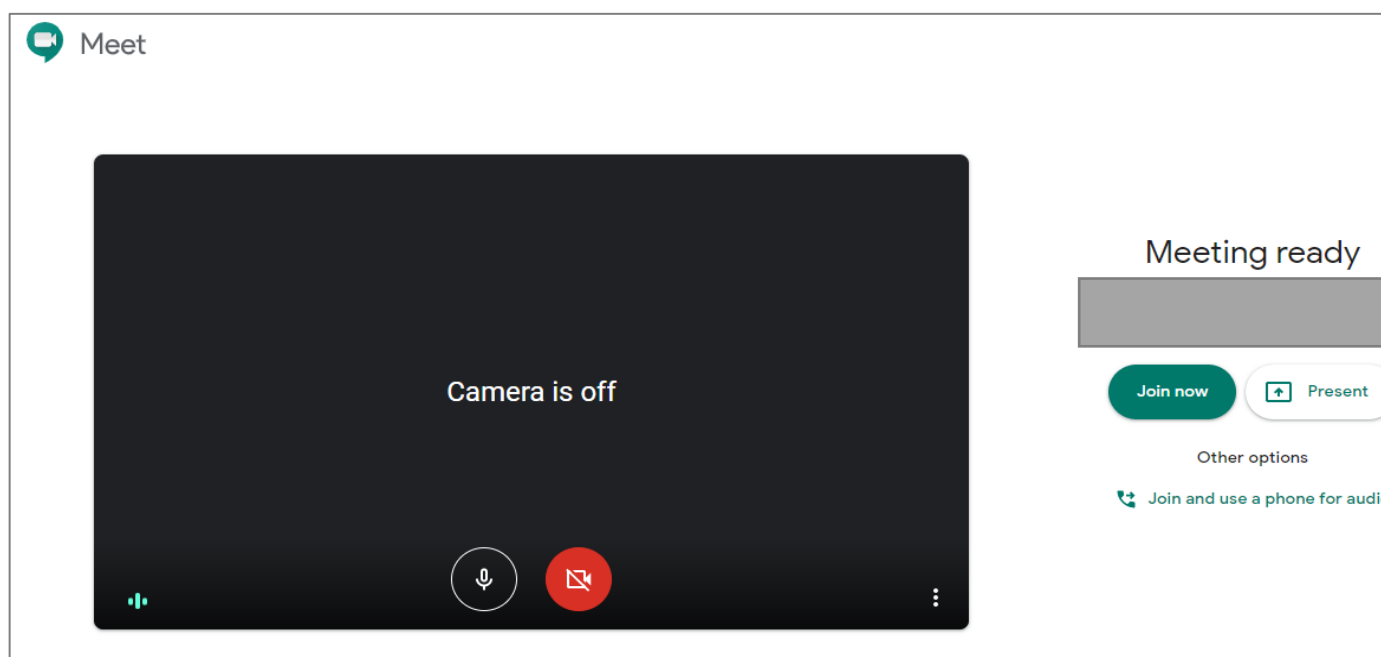 Meet
Camera is off
Meeting ready
Join now
Present
Other options
Join and use a phone for audi